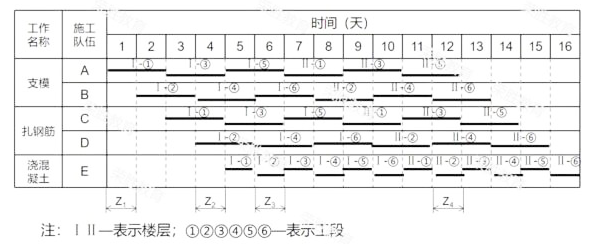 工作名称 施工队伍 时间（天）
1 2 3 4 5 6 7 8 9 10 11 12 13 14 15 16
支模 A Ⅰ-① Ⅰ-③ Ⅰ-⑤ Ⅱ-① Ⅱ-③ Ⅱ-⑤
B Ⅰ-② Ⅰ-④ Ⅰ-⑥ Ⅱ-② Ⅱ-④ Ⅱ-⑥
扎钢筋 C Ⅰ-① Ⅰ-③ Ⅰ-⑤ Ⅱ-① Ⅱ-③ Ⅱ-⑤
D Ⅰ-② Ⅰ-④ Ⅰ-⑥ Ⅱ-② Ⅱ-④ Ⅱ-⑥
浇混凝土 E Ⅰ-① Ⅰ-② Ⅰ-③ Ⅰ-④ Ⅰ-⑤ Ⅰ-⑥ Ⅱ-① Ⅱ-② Ⅱ-③ Ⅱ-④ Ⅱ-⑤ Ⅱ-⑥
Z1 Z2 Z3 Z4
注：Ⅰ Ⅱ—表示楼层；①②③④⑤⑥—表示工段